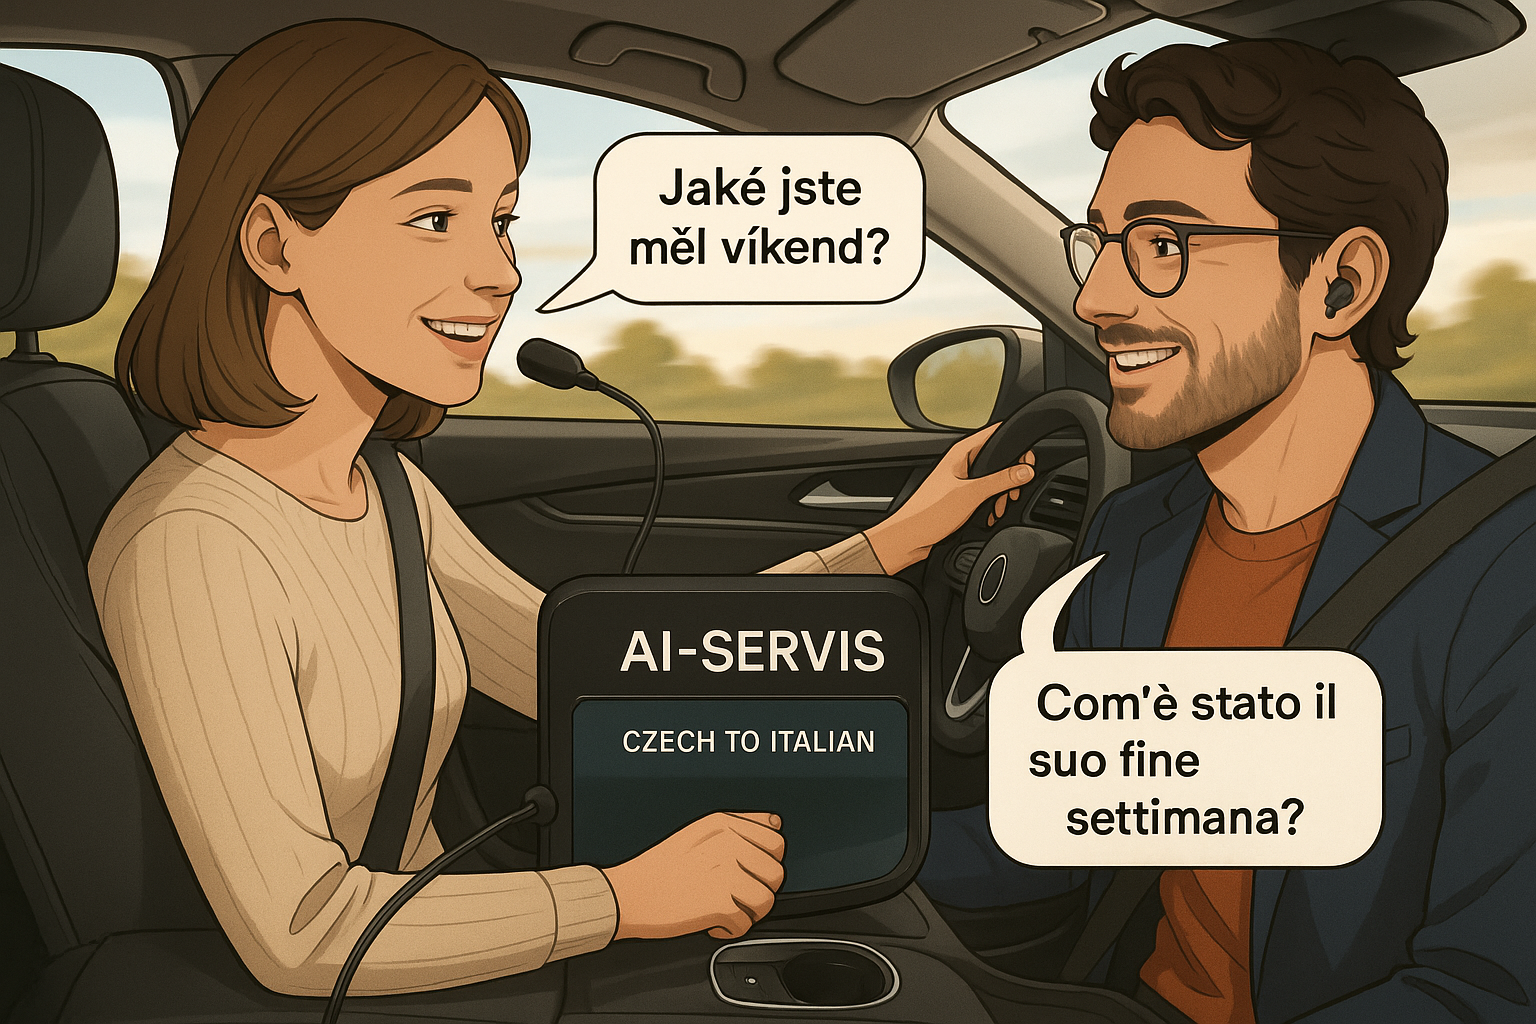 Jaké jste
měl víkend?
AI-SERVIS
CZECH TO ITALIAN
Com'è stato il
suo fine
settimana?